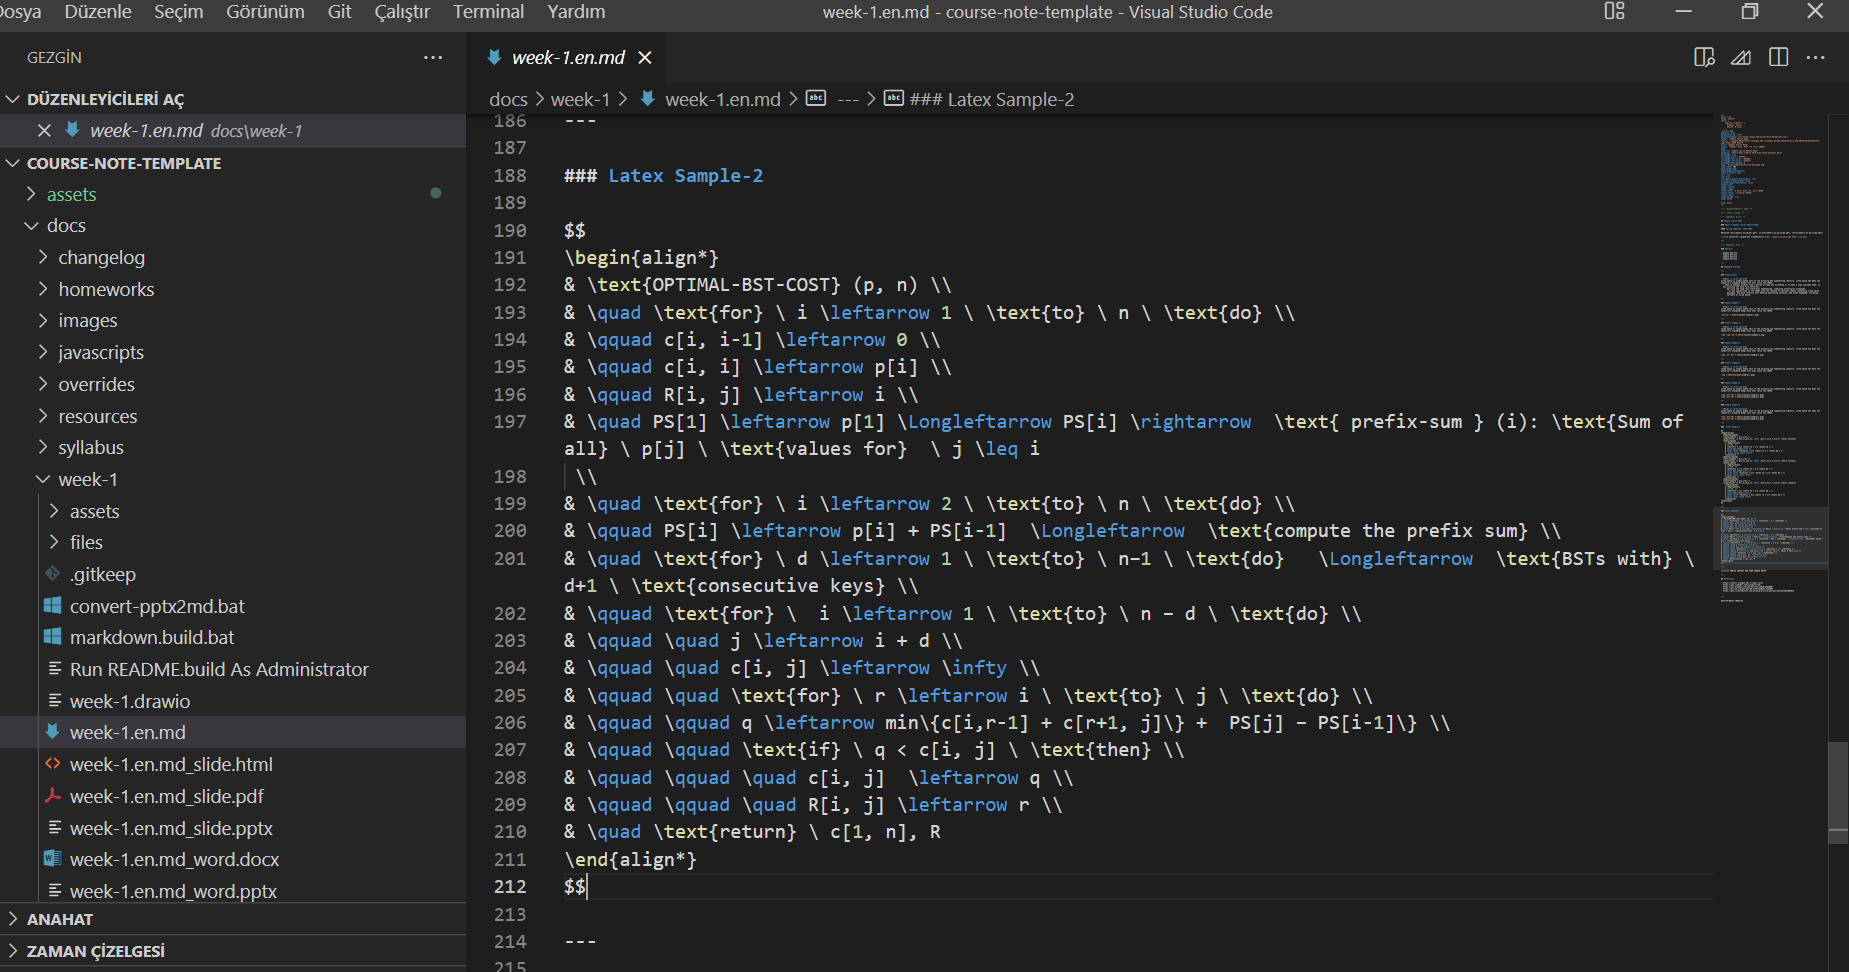 Dosya Düzenle Seçim Görünüm Git Çalıştır Terminal Yardım
week-1.en.md - course-note-template - Visual Studio Code
GEZGİN
DÜZENLEYİCİLERİ AÇ
week-1.en.md docs\week-1
COURSE-NOTE-TEMPLATE
assets
docs
changelog
homeworks
images
javascripts
overrides
resources
syllabus
week-1
assets
files
.gitkeep
convert-pptx2md.bat
markdown.build.bat
Run README.build As Administrator
week-1.drawio
week-1.en.md
week-1.en.md_slide.html
week-1.en.md_slide.pdf
week-1.en.md_slide.pptx
week-1.en.md_word.docx
week-1.en.md_word.pptx
ANAHAT
ZAMAN ÇİZELGESİ
week-1.en.md
docs > week-1 > week-1.en.md > abc --- > abc ### Latex Sample-2
186 ---
187
188 ### Latex Sample-2
189
190 $$
191 \begin{align*}
192 & \text{OPTIMAL-BST-COST} (p, n) \\
193 & \quad \text{for} \ i \leftarrow 1 \ \text{to} \ n \ \text{do} \\
194 & \qquad c[i, i-1] \leftarrow 0 \\
195 & \qquad c[i, i] \leftarrow p[i] \\
196 & \qquad R[i, j] \leftarrow i \\
197 & \quad PS[1] \leftarrow p[1] \Longleftarrow PS[i] \rightarrow  \text{ prefix-sum } (i): \text{Sum of
all} \ p[j] \ \text{values for}  \ j \leq i
198  \\
199 & \quad \text{for} \ i \leftarrow 2 \ \text{to} \ n \ \text{do} \\
200 & \qquad PS[i] \leftarrow p[i] + PS[i-1]  \Longleftarrow  \text{compute the prefix sum} \\
201 & \quad \text{for} \ d \leftarrow 1 \ \text{to} \ n-1 \ \text{do}   \Longleftarrow  \text{BSTs with} \
d+1 \ \text{consecutive keys} \\
202 & \qquad \text{for} \  i \leftarrow 1 \ \text{to} \ n - d \ \text{do} \\
203 & \qquad \quad j \leftarrow i + d \\
204 & \qquad \quad c[i, j] \leftarrow \infty \\
205 & \qquad \quad \text{for} \ r \leftarrow i \ \text{to} \ j \ \text{do} \\
206 & \qquad \qquad q \leftarrow min\{c[i,r-1] + c[r+1, j]\} +  PS[j] - PS[i-1]\} \\
207 & \qquad \qquad \text{if} \ q < c[i, j] \ \text{then} \\
208 & \qquad \qquad \quad c[i, j]  \leftarrow q \\
209 & \qquad \qquad \quad R[i, j] \leftarrow r \\
210 & \quad \text{return} \ c[1, n], R
211 \end{align*}
212 $$
213
214 ---
215